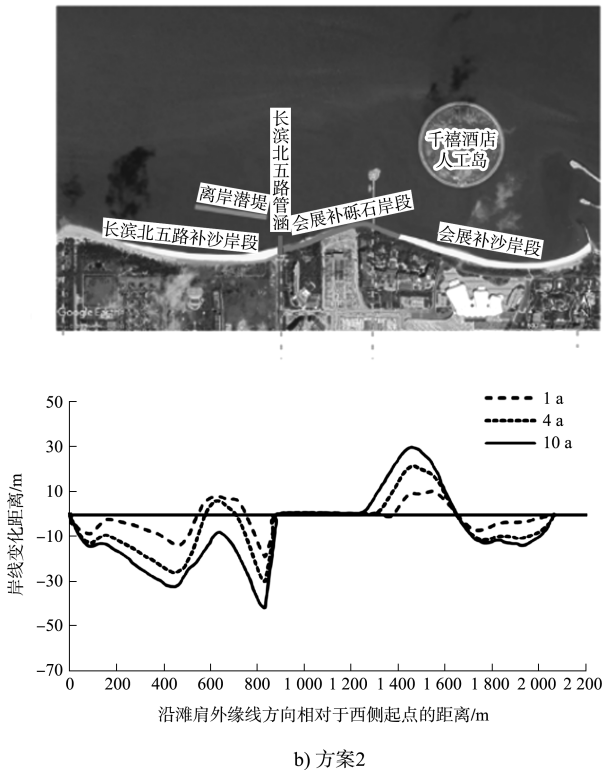 千禧酒店
人工岛
长滨北五路管涵
离岸潜堤
会展补砾石岸段
长滨北五路补沙岸段
会展补沙岸段
Google Earth
50
30
10
−10
−30
−50
−70
岸线变化距离/m
1 a
4 a
10 a
0 200 400 600 800 1 000 1 200 1 400 1 600 1 800 2 000 2 200
沿滩肩外缘线方向相对于西侧起点的距离/m
b) 方案2